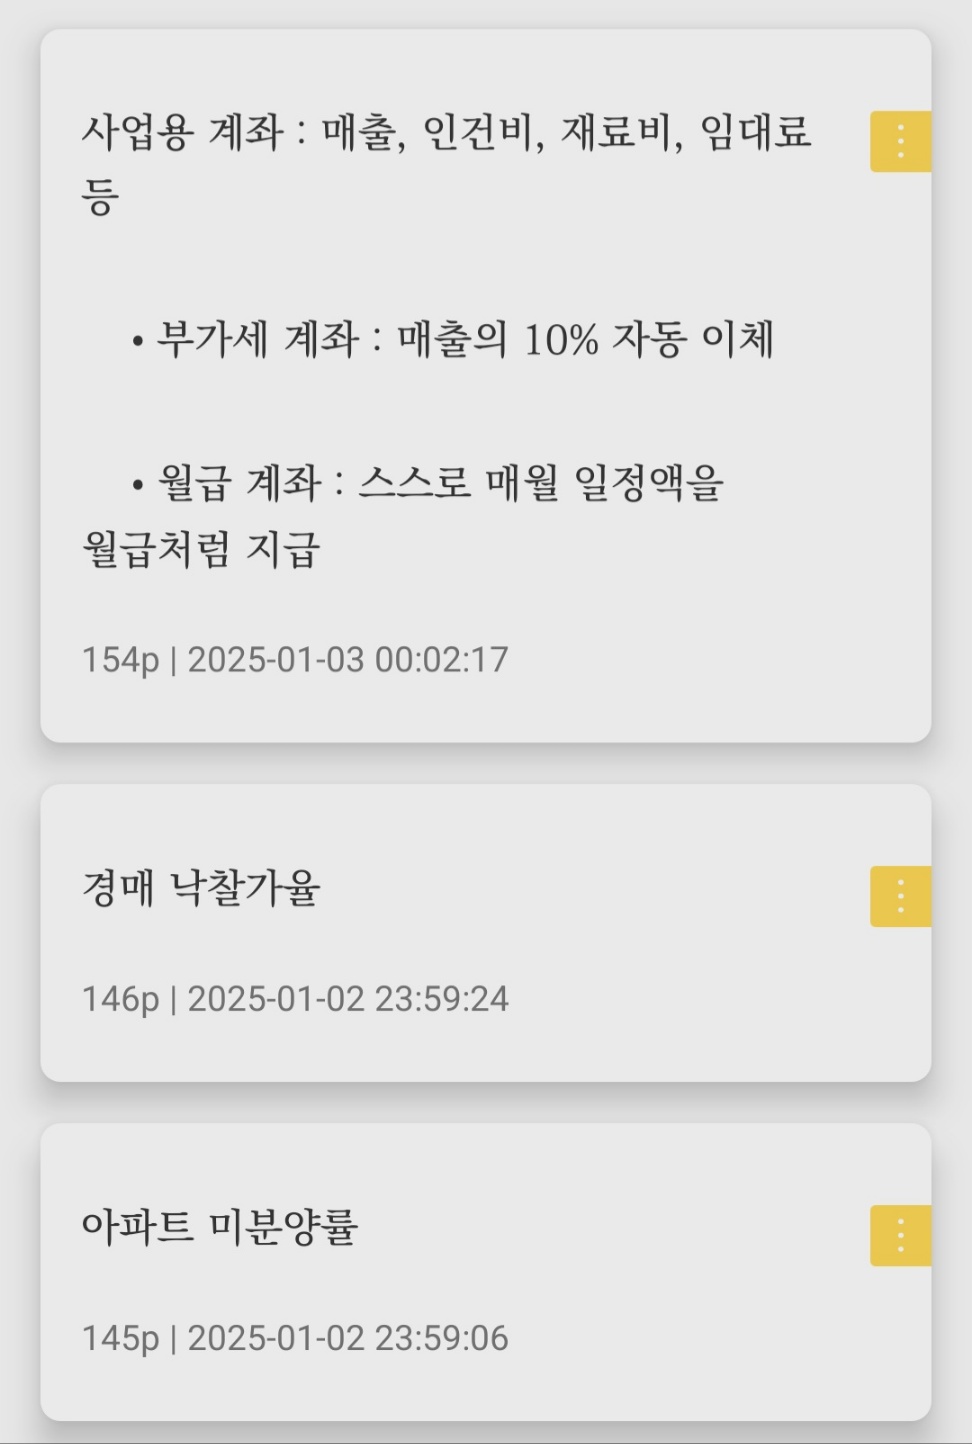 사업용 계좌 : 매출, 인건비, 재료비, 임대료
등
• 부가세 계좌 : 매출의 10% 자동 이체
• 월급 계좌 : 스스로 매월 일정액을
월급처럼 지급
154p | 2025-01-03 00:02:17
경매 낙찰가율
146p | 2025-01-02 23:59:24
아파트 미분양률
145p | 2025-01-02 23:59:06